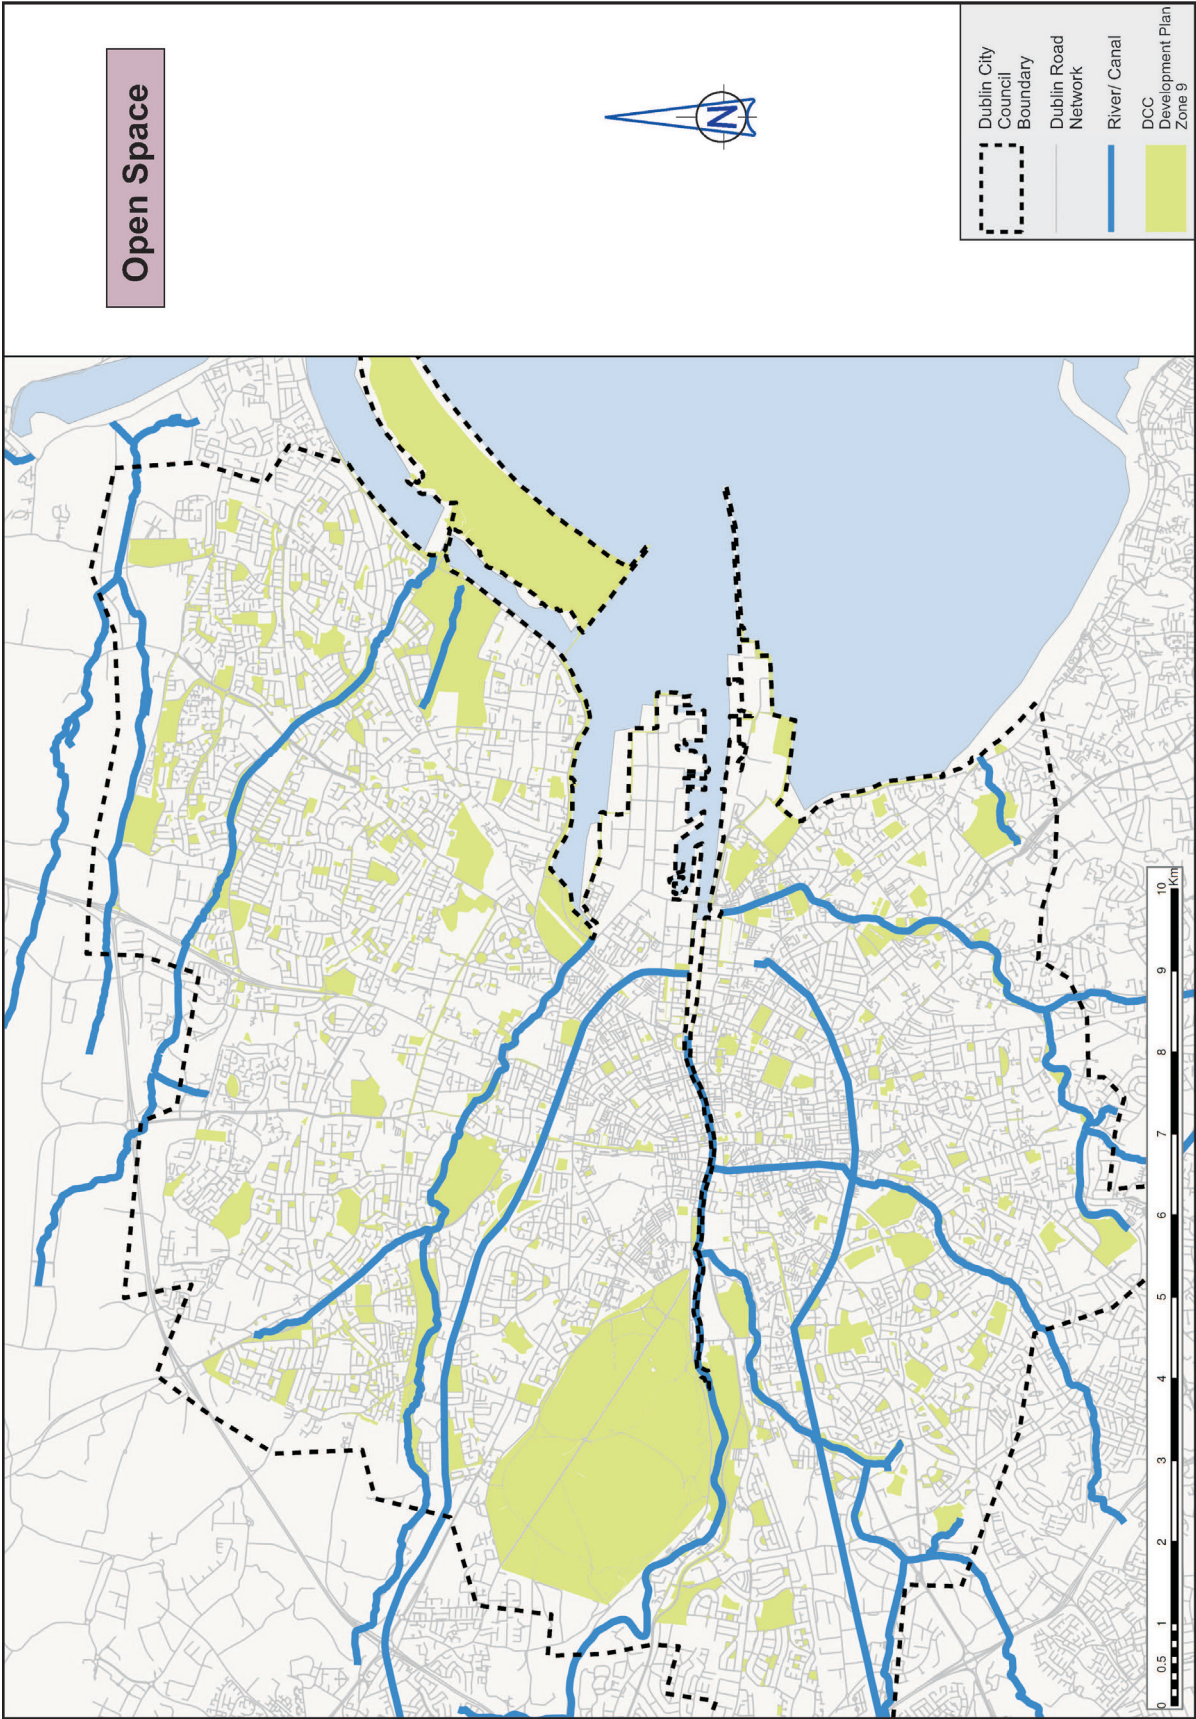 Open Space
N
Dublin City
Council
Boundary
Dublin Road
Network
River/ Canal
DCC
Development Plan
Zone 9
0 0.5 1 2 3 4 5 6 7 8 9 10
Km